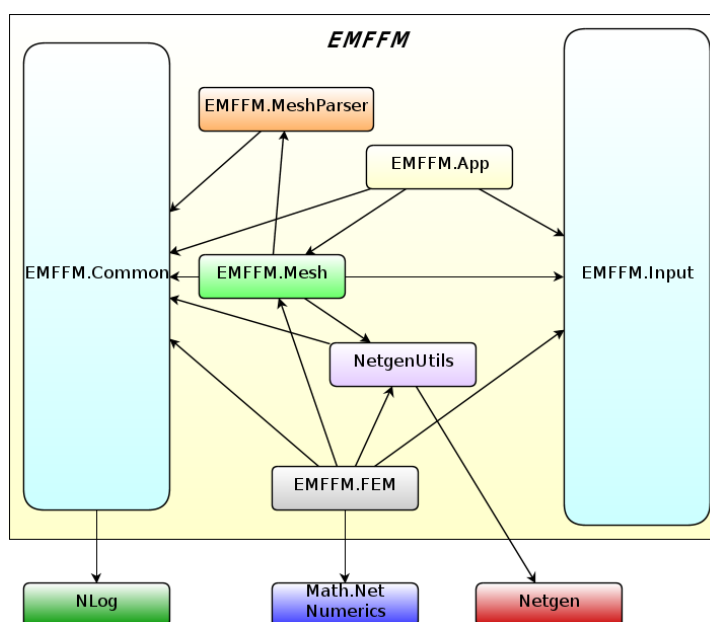 EMFFM
EMFFM.MeshParser
EMFFM.App
EMFFM.Common
EMFFM.Mesh
EMFFM.Input
NetgenUtils
EMFFM.FEM
NLog
Math.Net
Numerics
Netgen